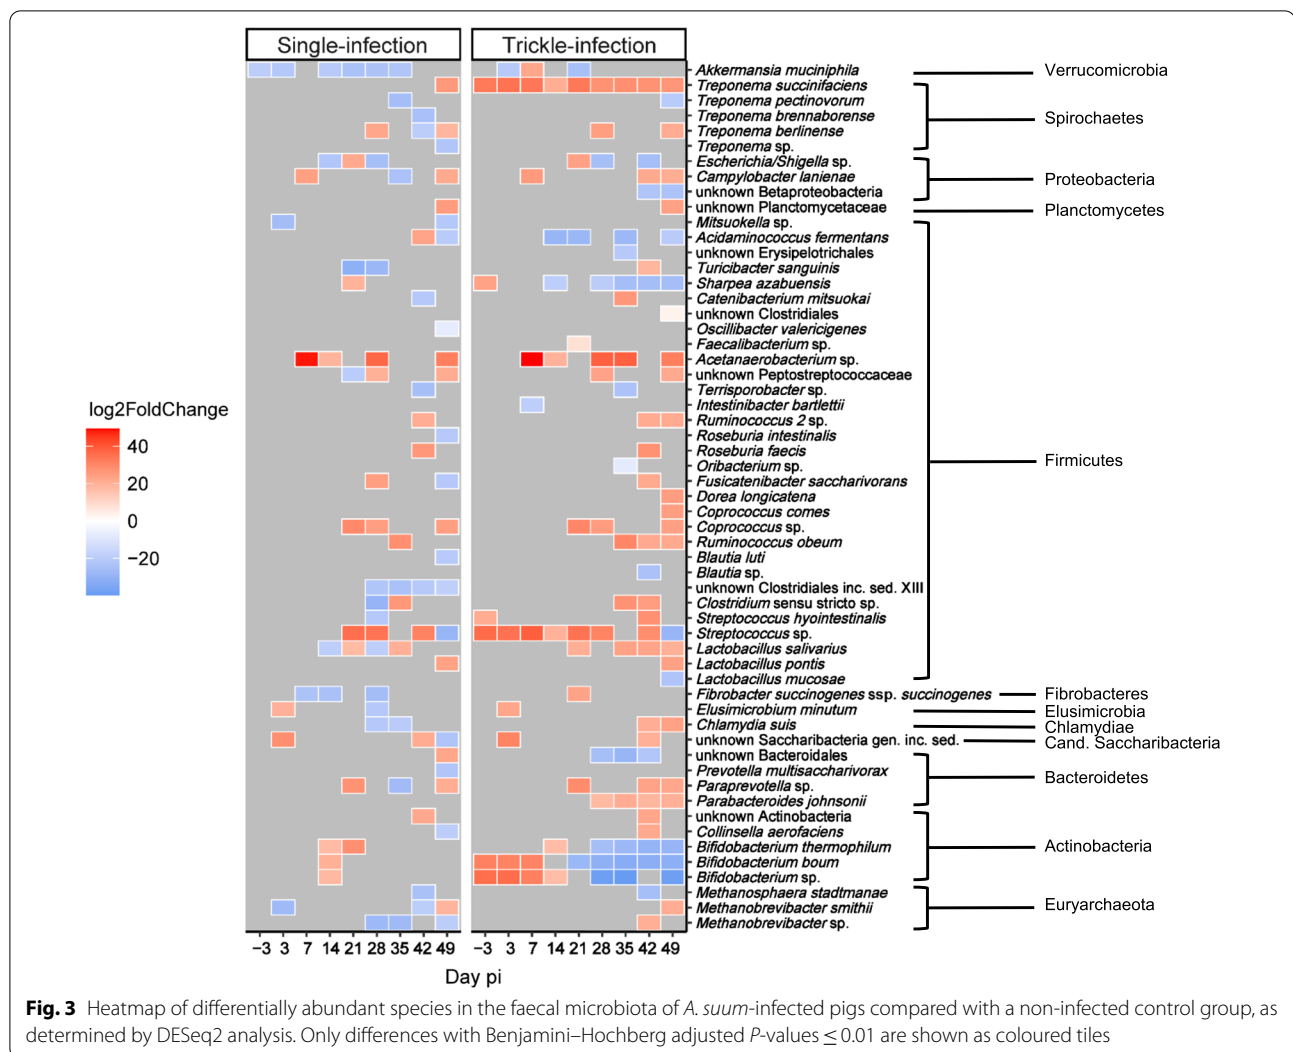 Single-infection
Trickle-infection
Akkermansia muciniphila
Treponema succinifaciens
Treponema pectinovorum
Treponema brennaborense
Treponema berlinense
Treponema sp.
Escherichia/Shigella sp.
Campylobacter lanienae
unknown Betaproteobacteria
unknown Planctomycetaceae
Mitsuokella sp.
Acidaminococcus fermentans
unknown Erysipelotrichales
Turicibacter sanguinis
Sharpea azabuensis
Catenibacterium mitsuokai
unknown Clostridiales
Oscillibacter valericigenes
Faecalibacterium sp.
Acetanaerobacterium sp.
unknown Peptostreptococcaceae
Terrisporobacter sp.
Intestinibacter bartlettii
Ruminococcus 2 sp.
Roseburia intestinalis
Roseburia faecis
Oribacterium sp.
Fusicatenibacter saccharivorans
Dorea longicatena
Coprococcus comes
Coprococcus sp.
Ruminococcus obeum
Blautia luti
Blautia sp.
unknown Clostridiales inc. sed. XIII
Clostridium sensu stricto sp.
Streptococcus hyointestinalis
Streptococcus sp.
Lactobacillus salivarius
Lactobacillus pontis
Lactobacillus mucosae
Fibrobacter succinogenes ssp. succinogenes
Elusimicrobium minutum
Chlamydia suis
unknown Saccharibacteria gen. inc. sed.
unknown Bacteroidales
Prevotella multisaccharivorax
Paraprevotella sp.
Parabacteroides johnsonii
unknown Actinobacteria
Collinsella aerofaciens
Bifidobacterium thermophilum
Bifidobacterium boum
Bifidobacterium sp.
Methanosphaera stadtmanae
Methanobrevibacter smithii
Methanobrevibacter sp.
Verrucomicrobia
Spirochaetes
Proteobacteria
Planctomycetes
Firmicutes
Fibrobacteres
Elusimicrobia
Chlamydiae
Cand. Saccharibacteria
Bacteroidetes
Actinobacteria
Euryarchaeota
log2FoldChange
40
20
0
−20
−3 3 7 14 21 28 35 42 49
−3 3 7 14 21 28 35 42 49
Day pi
Fig. 3 Heatmap of differentially abundant species in the faecal microbiota of A. suum-infected pigs compared with a non-infected control group, as
determined by DESeq2 analysis. Only differences with Benjamini–Hochberg adjusted P-values ≤ 0.01 are shown as coloured tiles